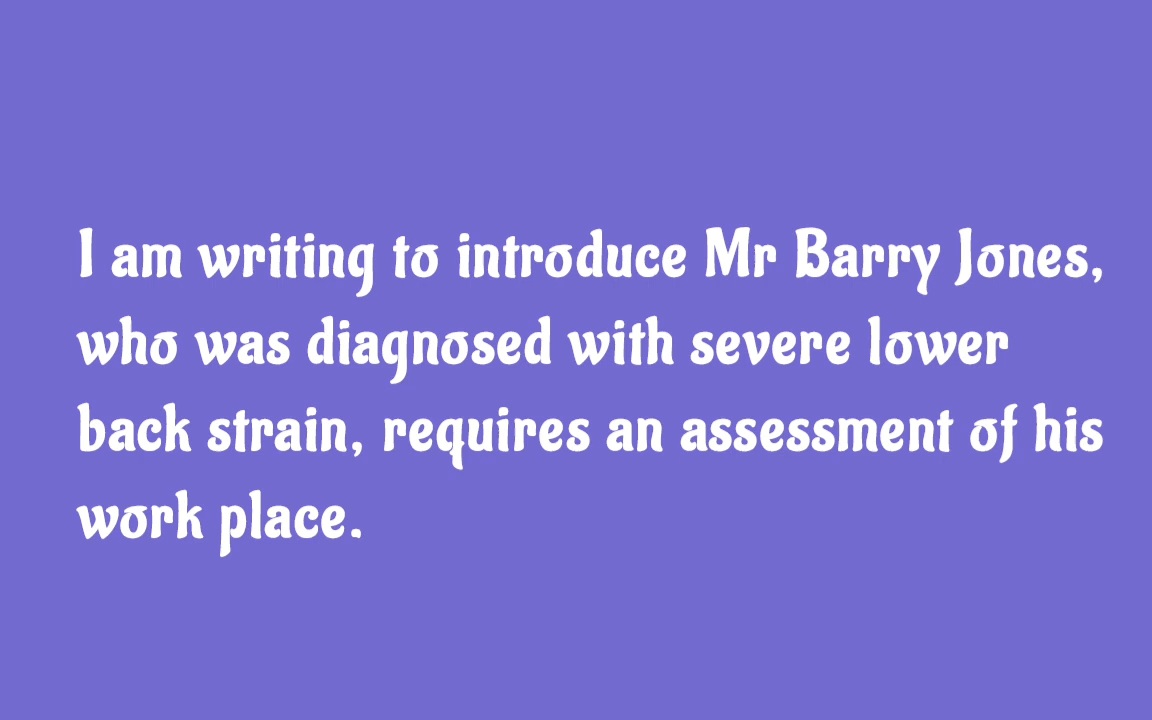 I am writing to introduce Mr Barry Jones,
who was diagnosed with severe lower
back strain, requires an assessment of his
work place.